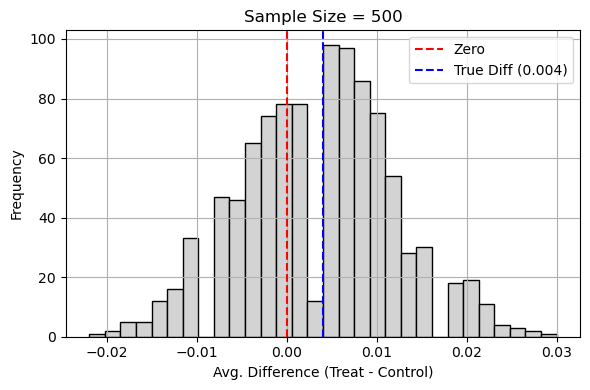 Sample Size = 500
Zero
True Diff (0.004)
Frequency
100
80
60
40
20
0
−0.02
−0.01
0.00
0.01
0.02
0.03
Avg. Difference (Treat - Control)